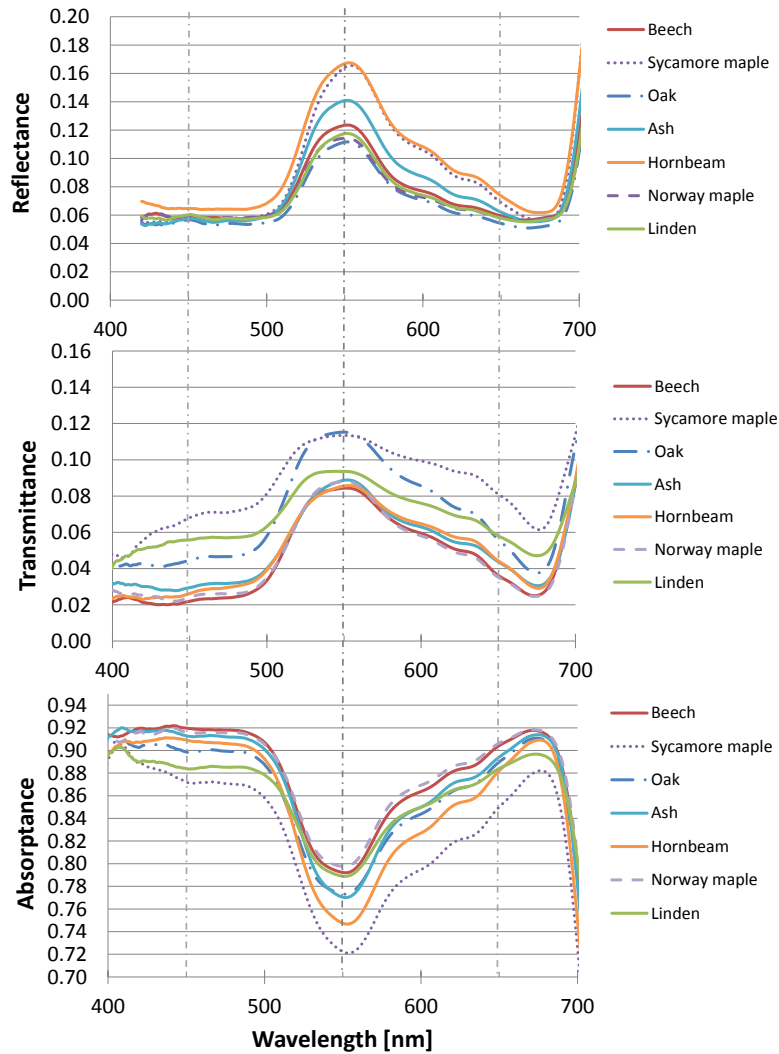 Reflectance
0.20
0.18
0.16
0.14
0.12
0.10
0.08
0.06
0.04
0.02
0.00
400
500
600
700
Beech
Sycamore maple
Oak
Ash
Hornbeam
Norway maple
Linden
Transmittance
0.16
0.14
0.12
0.10
0.08
0.06
0.04
0.02
0.00
400
500
600
700
Beech
Sycamore maple
Oak
Ash
Hornbeam
Norway maple
Linden
Absorptance
0.94
0.92
0.90
0.88
0.86
0.84
0.82
0.80
0.78
0.76
0.74
0.72
0.70
400
500
600
700
Beech
Sycamore maple
Oak
Ash
Hornbeam
Norway maple
Linden
Wavelength [nm]